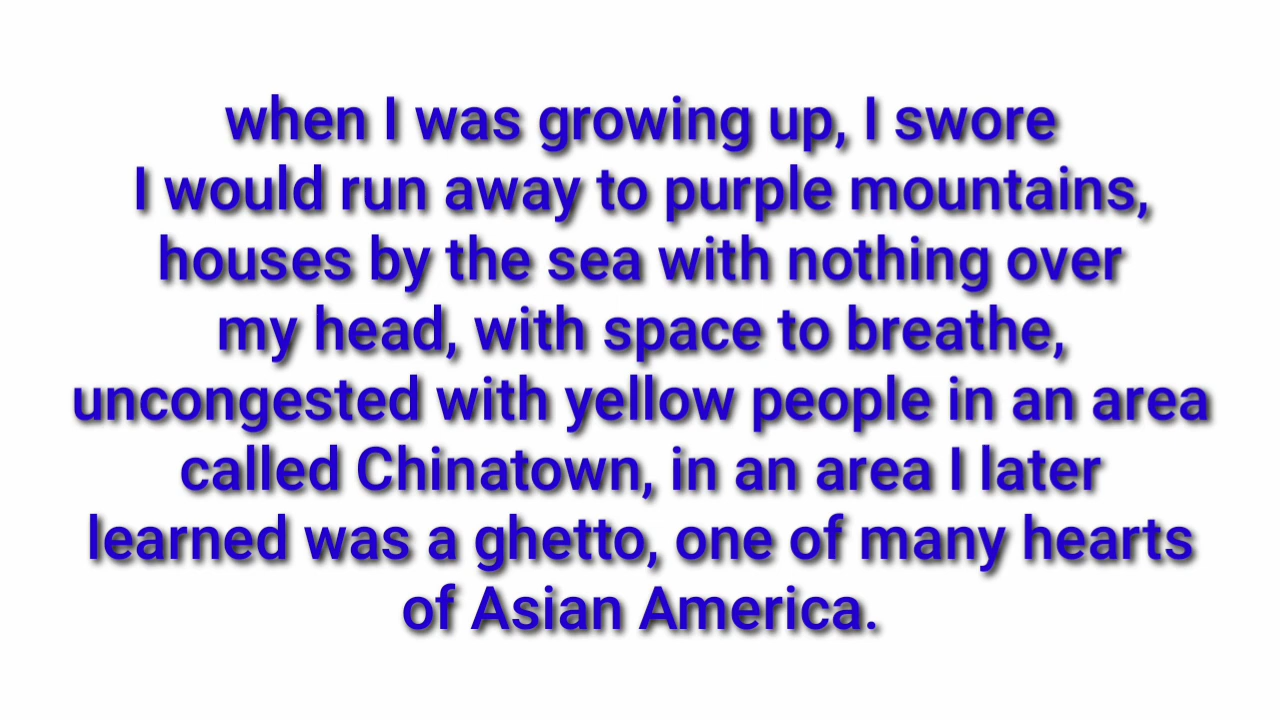 when I was growing up, I swore
I would run away to purple mountains,
houses by the sea with nothing over
my head, with space to breathe,
uncongested with yellow people in an area
called Chinatown, in an area I later
learned was a ghetto, one of many hearts
of Asian America.